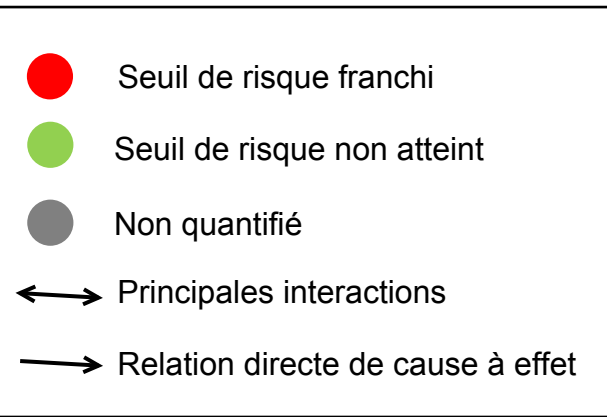 Seuil de risque franchi
Seuil de risque non atteint
Non quantifié
Principales interactions
Relation directe de cause à effet